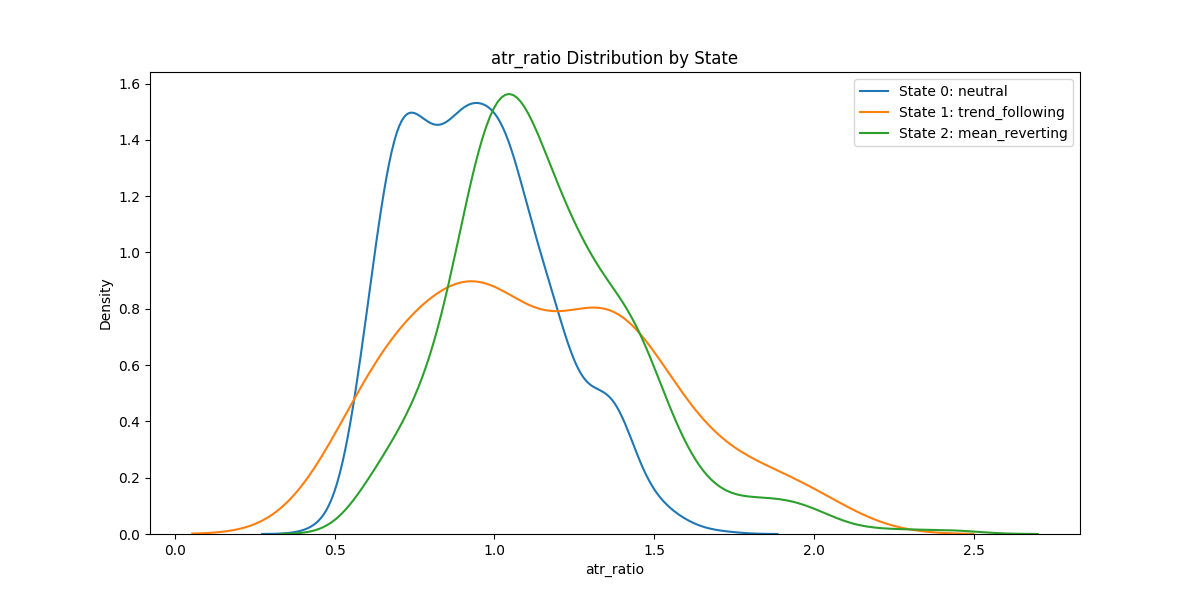 atr_ratio Distribution by State
State 0: neutral
State 1: trend_following
State 2: mean_reverting
Density
1.6
1.4
1.2
1.0
0.8
0.6
0.4
0.2
0.0
0.0 0.5 1.0 1.5 2.0 2.5
atr_ratio